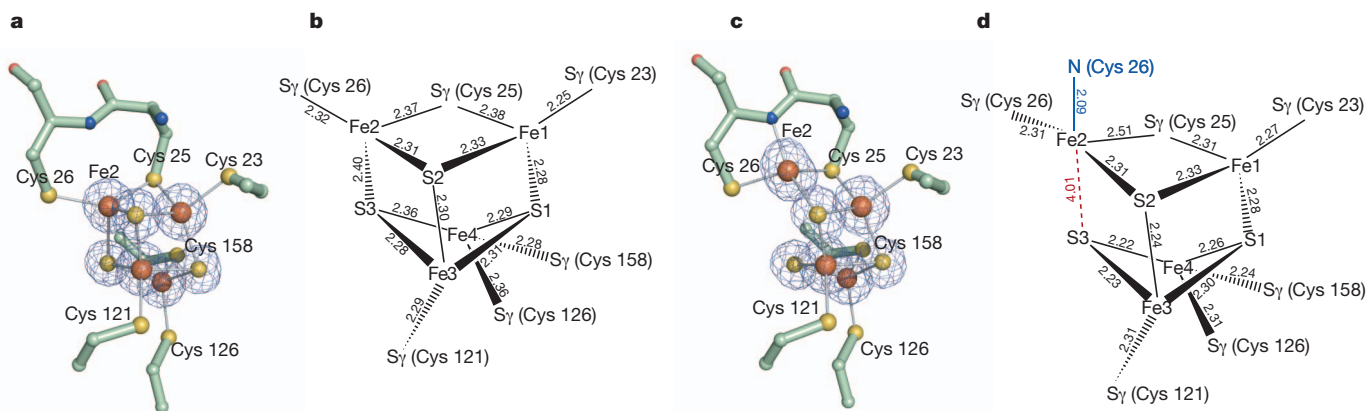 a
Fe2
Cys 25
Cys 23
Cys 26
Cys 158
Cys 121
Cys 126
b
Sγ (Cys 26)
Sγ (Cys 25)
Sγ (Cys 23)
2.32
2.37
2.38
2.25
Fe2
Fe1
2.31
2.33
2.40
S2
2.28
S3
2.30
S1
2.36
2.29
Fe4
2.28
2.31
2.28
Sγ (Cys 158)
Fe3
2.36
2.29
Sγ (Cys 126)
Sγ (Cys 121)
c
Fe2
Cys 26
Cys 25
Cys 23
Cys 158
Cys 121
Cys 126
d
N (Cys 26)
2.09
Sγ (Cys 26)
Sγ (Cys 25)
Sγ (Cys 23)
2.31
Fe2
2.51
2.31
2.27
Fe1
2.31
2.33
4.01
S2
2.28
S3
2.24
S1
2.22
2.26
Fe4
2.23
2.30
2.24
Sγ (Cys 158)
Fe3
2.31
2.31
Sγ (Cys 126)
Sγ (Cys 121)